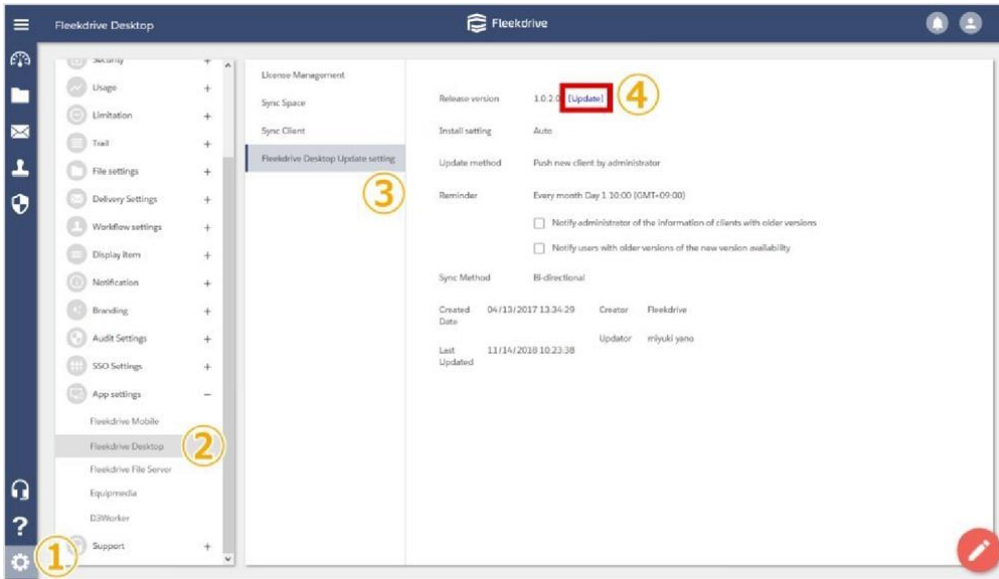 Fleekdrive Desktop
Fleekdrive
Security
Usage
Limitation
Trail
File settings
Delivery Settings
Workflow settings
Display item
Notification
Branding
Audit Settings
SSO Settings
App settings
Fleekdrive Mobile
Fleekdrive Desktop
②
Fleekdrive File Server
Equipmedia
D3Worker
Support
①
License Management
Sync Space
Sync Client
Fleekdrive Desktop Update setting
③
Release version 1.0.2.0 [Update] ④
Install setting Auto
Update method Push new client by administrator
Reminder Every month Day 1 10:00 (GMT+09:00)
Notify administrator of the information of clients with older versions
Notify users with older versions of the new version availability
Sync Method Bi-directional
Created Date 04/13/2017 13:34:29 Creator Fleekdrive
Updator miyuki yano
Last Updated 11/14/2018 10:23:38